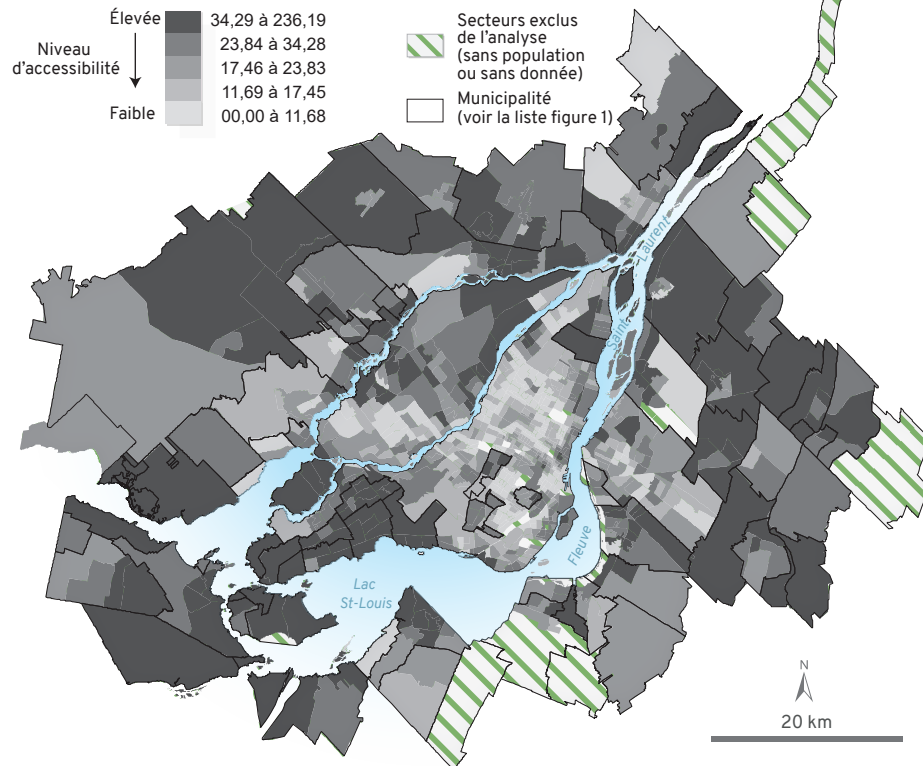 Élevée
Niveau
d'accessibilité
Faible
34,29 à 236,19
23,84 à 34,28
17,46 à 23,83
11,69 à 17,45
00,00 à 11,68
Secteurs exclus
de l'analyse
(sans population
ou sans donnée)
Municipalité
(voir la liste figure 1)
Laurent
Saint
Fleuve
Lac
St-Louis
N
20 km